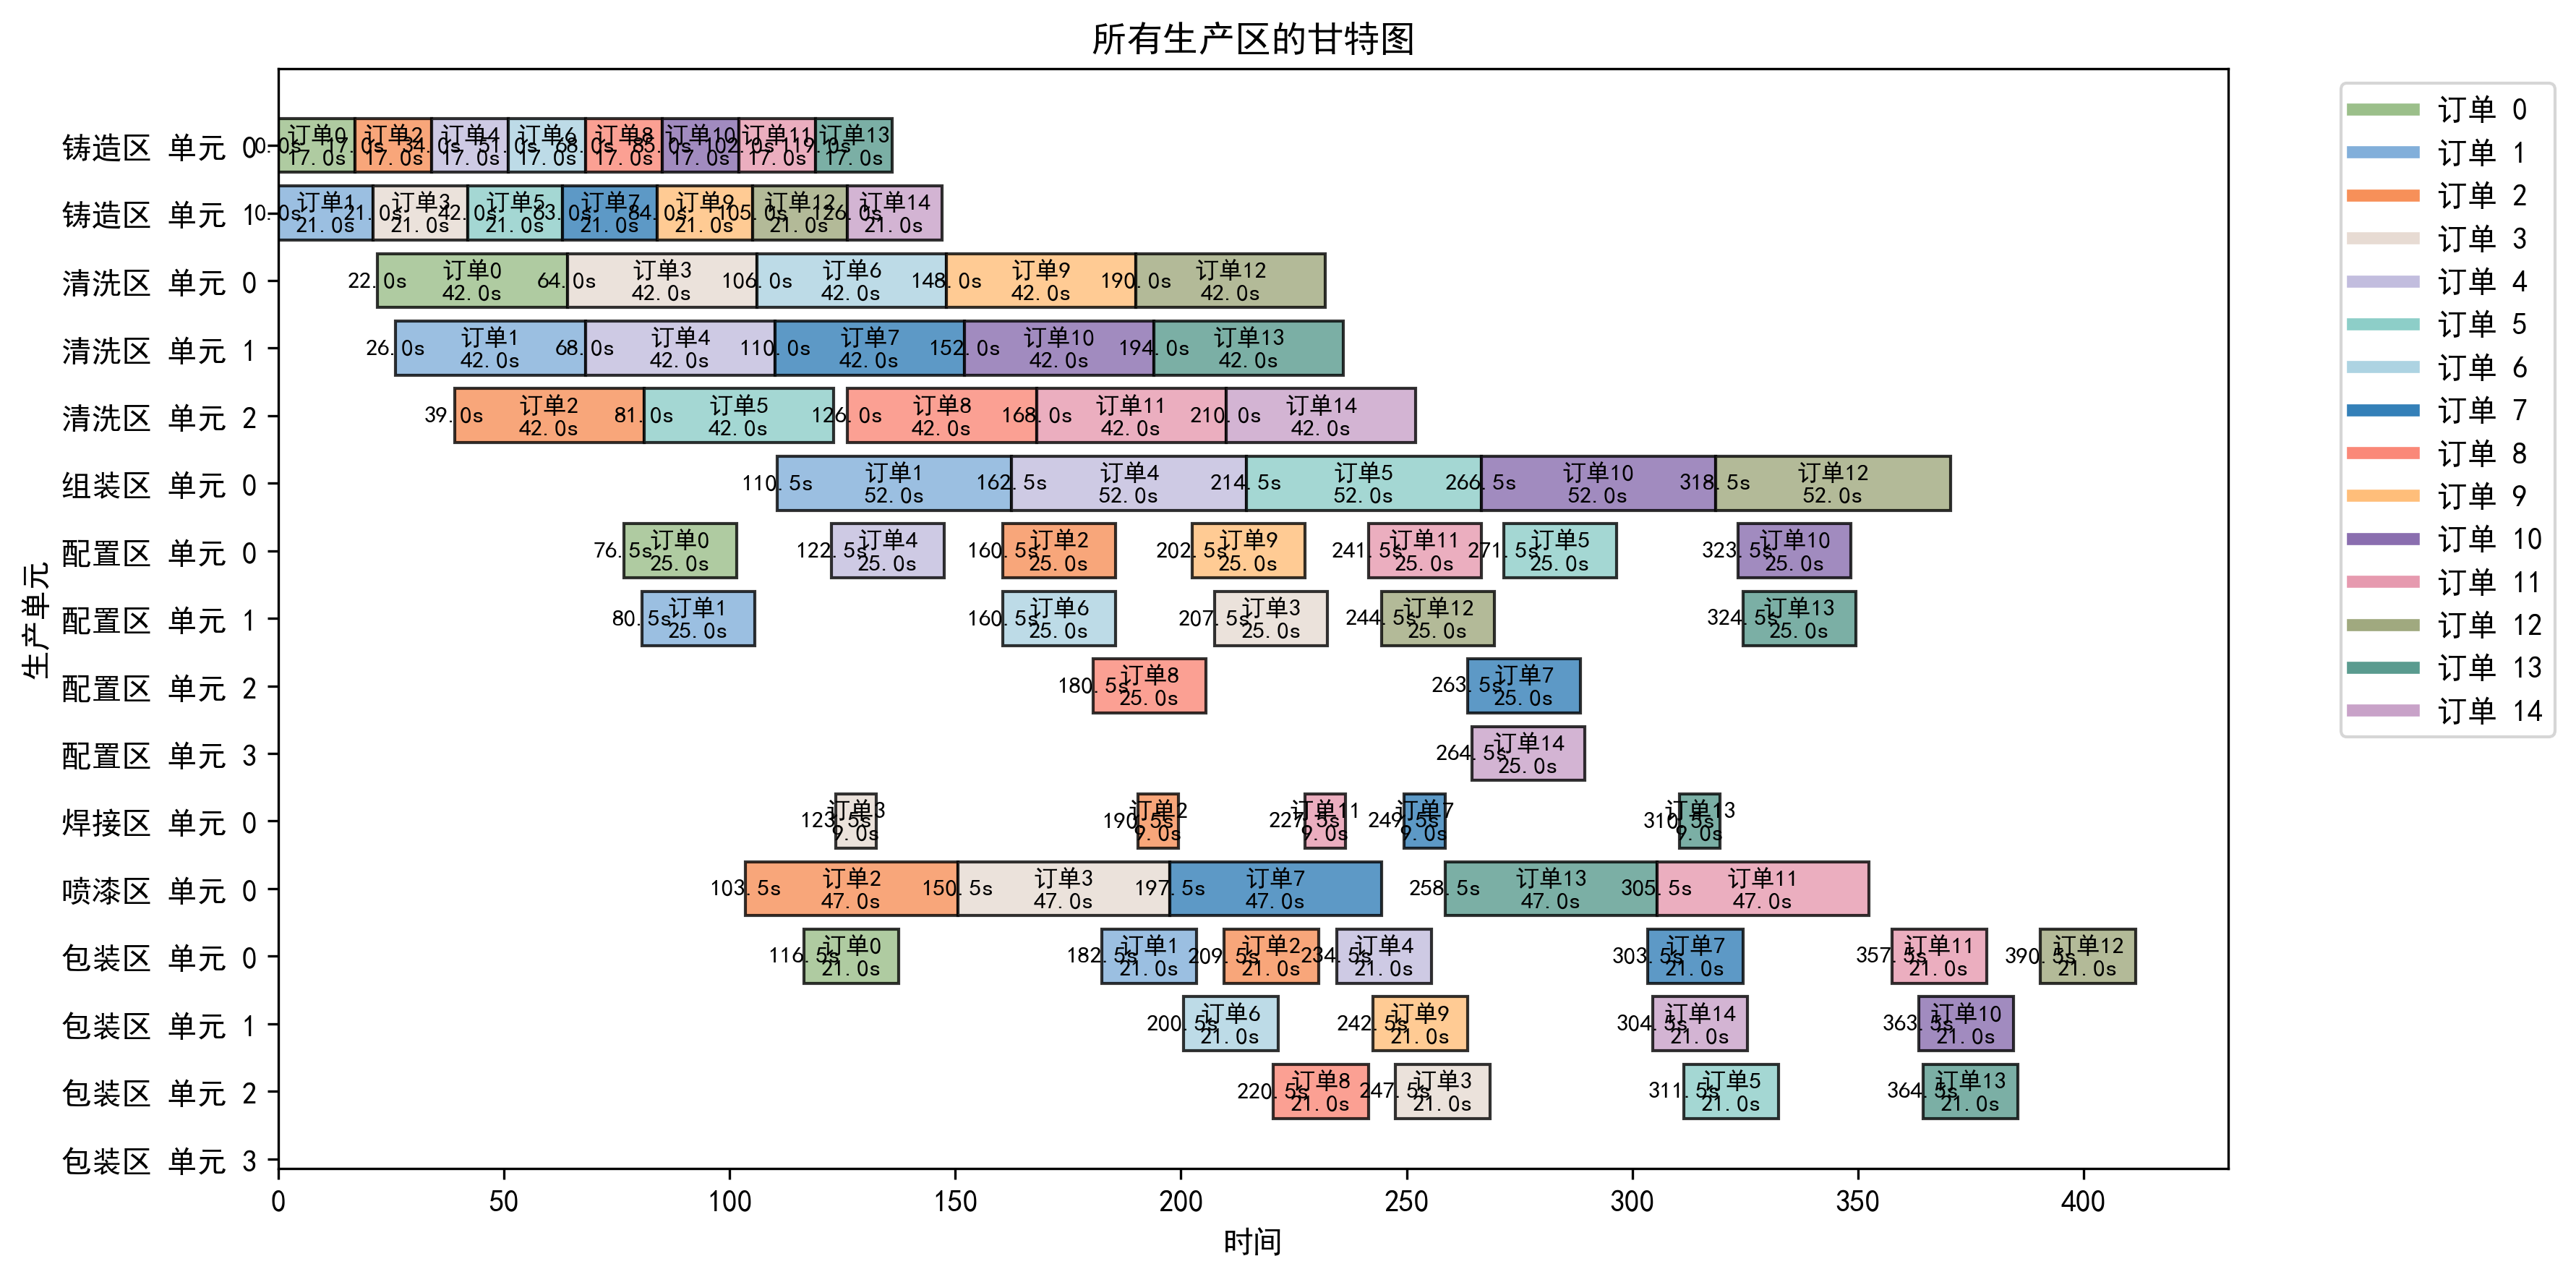 所有生产区的甘特图
铸造区 单元 0
0.0s 订单0 17.0s
17.0s 订单2 17.0s
34.0s 订单4 17.0s
51.0s 订单6 17.0s
68.0s 订单8 17.0s
85.0s 订单10 17.0s
102.0s 订单11 17.0s
119.0s 订单13 17.0s
铸造区 单元 1
0.0s 订单1 21.0s
21.0s 订单3 21.0s
42.0s 订单5 21.0s
63.0s 订单7 21.0s
84.0s 订单9 21.0s
105.0s 订单12 21.0s
126.0s 订单14 21.0s
清洗区 单元 0
22.0s 订单0 42.0s
64.0s 订单3 42.0s
106.0s 订单6 42.0s
148.0s 订单9 42.0s
190.0s 订单12 42.0s
清洗区 单元 1
26.0s 订单1 42.0s
68.0s 订单4 42.0s
110.0s 订单7 42.0s
152.0s 订单10 42.0s
194.0s 订单13 42.0s
清洗区 单元 2
39.0s 订单2 42.0s
81.0s 订单5 42.0s
126.0s 订单8 42.0s
168.0s 订单11 42.0s
210.0s 订单14 42.0s
组装区 单元 0
110.5s 订单1 52.0s
162.5s 订单4 52.0s
214.5s 订单5 52.0s
266.5s 订单10 52.0s
318.5s 订单12 52.0s
配置区 单元 0
76.5s 订单0 25.0s
122.5s 订单4 25.0s
160.5s 订单2 25.0s
202.5s 订单9 25.0s
241.5s 订单11 25.0s
271.5s 订单5 25.0s
323.5s 订单10 25.0s
配置区 单元 1
80.5s 订单1 25.0s
160.5s 订单6 25.0s
207.5s 订单3 25.0s
244.5s 订单12 25.0s
324.5s 订单13 25.0s
配置区 单元 2
180.5s 订单8 25.0s
263.5s 订单7 25.0s
配置区 单元 3
264.5s 订单14 25.0s
焊接区 单元 0
123.5s 订单3 9.0s
190.5s 订单2 9.0s
227.5s 订单11 9.0s
249.5s 订单7 9.0s
310.5s 订单13 9.0s
喷漆区 单元 0
103.5s 订单2 47.0s
150.5s 订单3 47.0s
197.5s 订单7 47.0s
258.5s 订单13 47.0s
305.5s 订单11 47.0s
包装区 单元 0
116.5s 订单0 21.0s
182.5s 订单1 21.0s
209.5s 订单2 21.0s
234.5s 订单4 21.0s
303.5s 订单7 21.0s
357.5s 订单11 21.0s
390.5s 订单12 21.0s
包装区 单元 1
200.5s 订单6 21.0s
242.5s 订单9 21.0s
304.5s 订单14 21.0s
363.5s 订单10 21.0s
包装区 单元 2
220.5s 订单8 21.0s
247.5s 订单3 21.0s
311.5s 订单5 21.0s
364.5s 订单13 21.0s
包装区 单元 3
生产单元
0 50 100 150 200 250 300 350 400
时间
订单 0
订单 1
订单 2
订单 3
订单 4
订单 5
订单 6
订单 7
订单 8
订单 9
订单 10
订单 11
订单 12
订单 13
订单 14